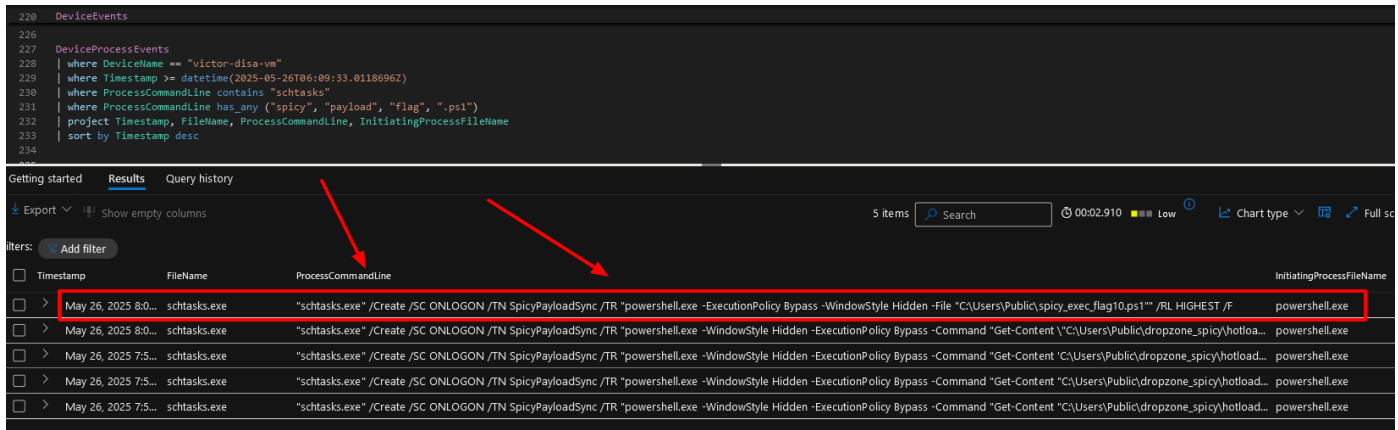 220 DeviceEvents
226
227 DeviceProcessEvents
228 | where DeviceName == "victor-disa-vm"
229 | where Timestamp >= datetime(2025-05-26T06:09:33.0118696Z)
230 | where ProcessCommandLine contains "schtasks"
231 | where ProcessCommandLine has_any ("spicy", "payload", "flag", ".ps1")
232 | project Timestamp, FileName, ProcessCommandLine, InitiatingProcessFileName
233 | sort by Timestamp desc
234
Getting started Results Query history
Export Show empty columns 5 items Search 00:02.910 Low Chart type Full sc
ilters: Add filter
Timestamp FileName ProcessCommandLine InitiatingProcessFileName
May 26, 2025 8:0... schtasks.exe "schtasks.exe" /Create /SC ONLOGON /TN SpicyPayloadSync /TR "powershell.exe -ExecutionPolicy Bypass -WindowStyle Hidden -File "C:\Users\Public\spicy_exec_flag10.ps1"" /RL HIGHEST /F powershell.exe
May 26, 2025 8:0... schtasks.exe "schtasks.exe" /Create /SC ONLOGON /TN SpicyPayloadSync /TR "powershell.exe -WindowStyle Hidden -ExecutionPolicy Bypass -Command "Get-Content \"C:\Users\Public\dropzone_spicy\hotloa... powershell.exe
May 26, 2025 7:5... schtasks.exe "schtasks.exe" /Create /SC ONLOGON /TN SpicyPayloadSync /TR "powershell.exe -WindowStyle Hidden -ExecutionPolicy Bypass -Command "Get-Content 'C:\Users\Public\dropzone_spicy\hotload... powershell.exe
May 26, 2025 7:5... schtasks.exe "schtasks.exe" /Create /SC ONLOGON /TN SpicyPayloadSync /TR "powershell.exe -WindowStyle Hidden -ExecutionPolicy Bypass -Command "Get-Content "C:\Users\Public\dropzone_spicy\hotload... powershell.exe
May 26, 2025 7:5... schtasks.exe "schtasks.exe" /Create /SC ONLOGON /TN SpicyPayloadSync /TR "powershell.exe -WindowStyle Hidden -ExecutionPolicy Bypass -Command "Get-Content "C:\Users\Public\dropzone_spicy\hotload... powershell.exe